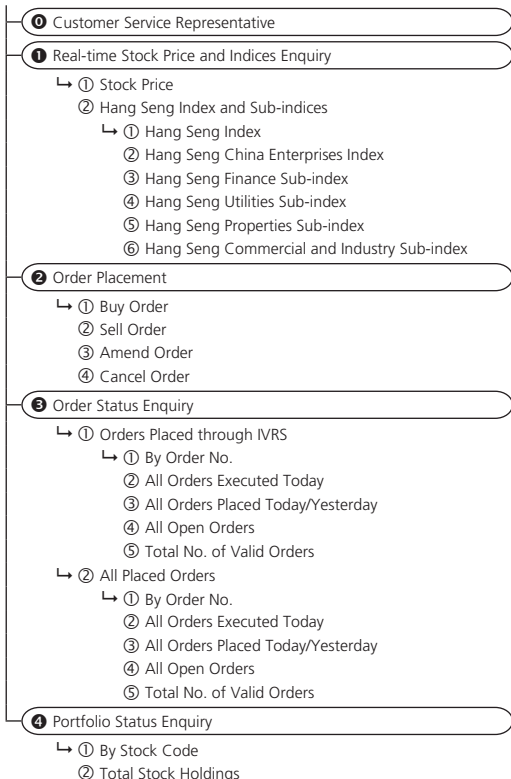 ⓿ Customer Service Representative
❶ Real-time Stock Price and Indices Enquiry
① Stock Price
② Hang Seng Index and Sub-indices
① Hang Seng Index
② Hang Seng China Enterprises Index
③ Hang Seng Finance Sub-index
④ Hang Seng Utilities Sub-index
⑤ Hang Seng Properties Sub-index
⑥ Hang Seng Commercial and Industry Sub-index
❷ Order Placement
① Buy Order
② Sell Order
③ Amend Order
④ Cancel Order
❸ Order Status Enquiry
① Orders Placed through IVRS
① By Order No.
② All Orders Executed Today
③ All Orders Placed Today/Yesterday
④ All Open Orders
⑤ Total No. of Valid Orders
② All Placed Orders
① By Order No.
② All Orders Executed Today
③ All Orders Placed Today/Yesterday
④ All Open Orders
⑤ Total No. of Valid Orders
❹ Portfolio Status Enquiry
① By Stock Code
② Total Stock Holdings